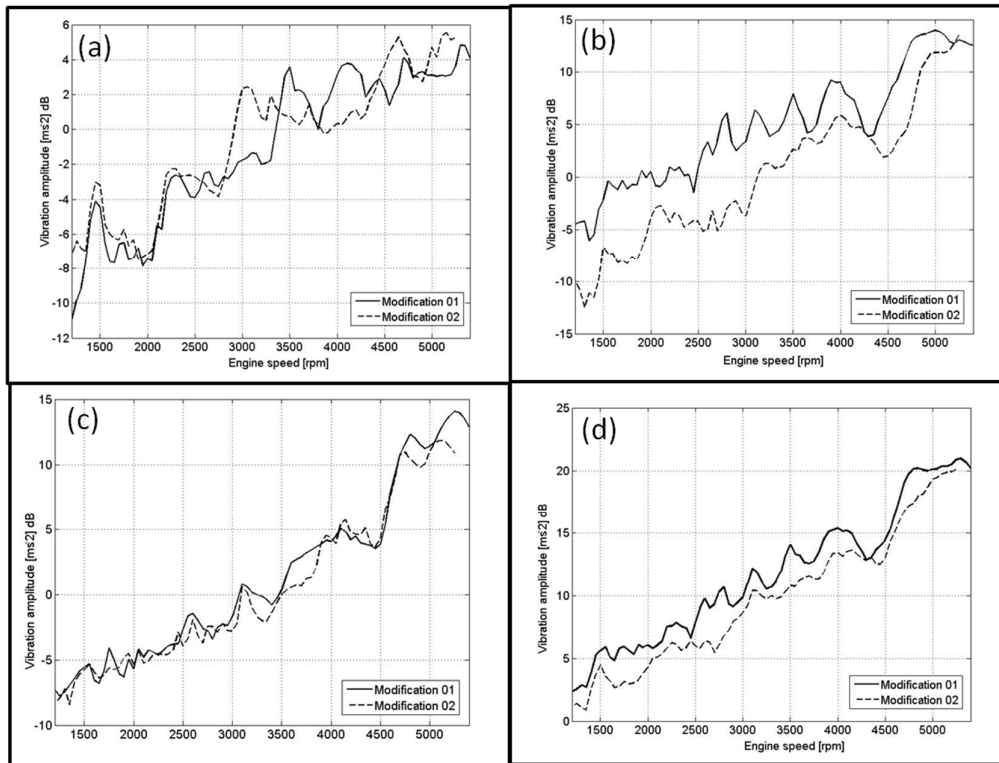 (a)
Vibration amplitude [ms2] dB
6
4
2
0
-2
-4
-6
-8
-10
-12
1500 2000 2500 3000 3500 4000 4500 5000
Engine speed [rpm]
Modification 01
Modification 02
(b)
Vibration amplitude [ms2] dB
15
10
5
0
-5
-10
-15
1500 2000 2500 3000 3500 4000 4500 5000
Engine speed [rpm]
Modification 01
Modification 02
(c)
Vibration amplitude [ms2] dB
15
10
5
0
-5
-10
1500 2000 2500 3000 3500 4000 4500 5000
Engine speed [rpm]
Modification 01
Modification 02
(d)
Vibration amplitude [ms2] dB
25
20
15
10
5
0
1500 2000 2500 3000 3500 4000 4500 5000
Engine speed [rpm]
Modification 01
Modification 02